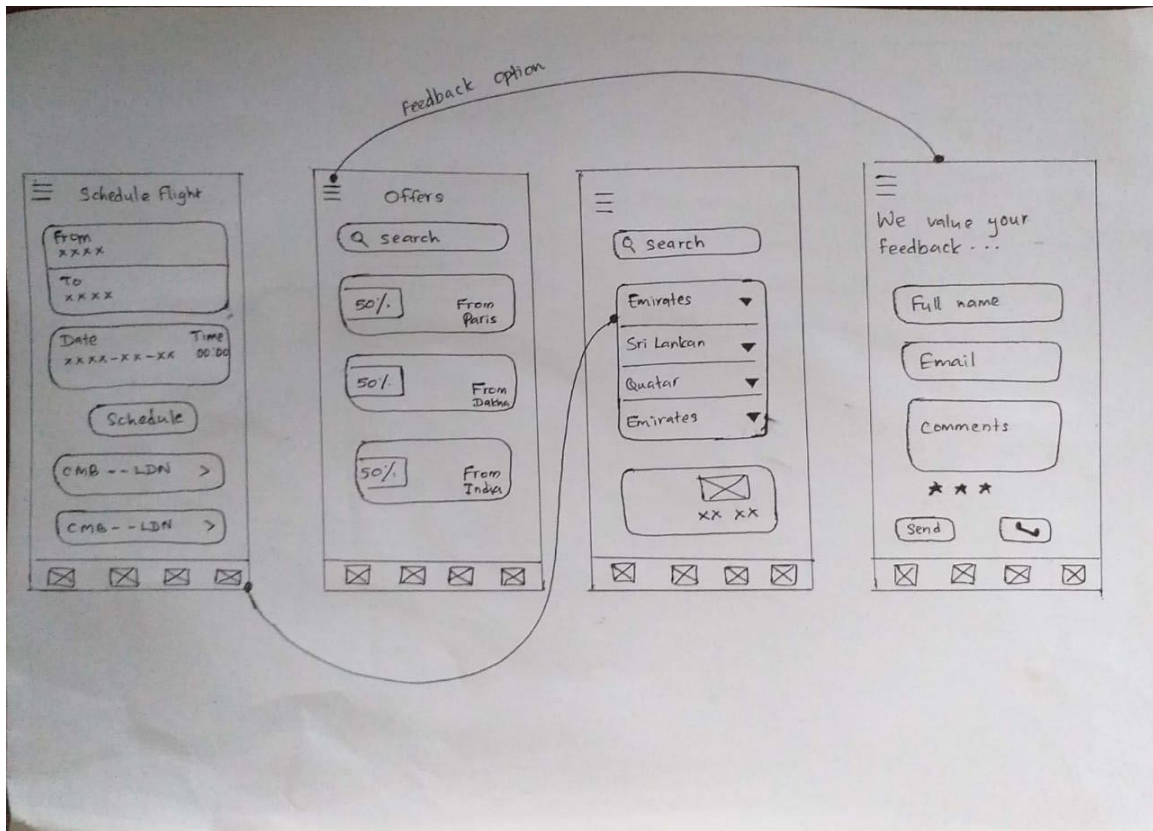 Feedback option
Schedule Flight
From
xxxx
To
xxxx
Date Time
xxxx-xx-xx 00:00
Schedule
CMB -- LDN >
CMB -- LDN >
Offers
search
50% From
Paris
50% From
Dakha
50% From
India
search
Emirates
Sri Lankan
Quatar
Emirates
xx xx
We value your
feedback...
Full name
Email
Comments
Send